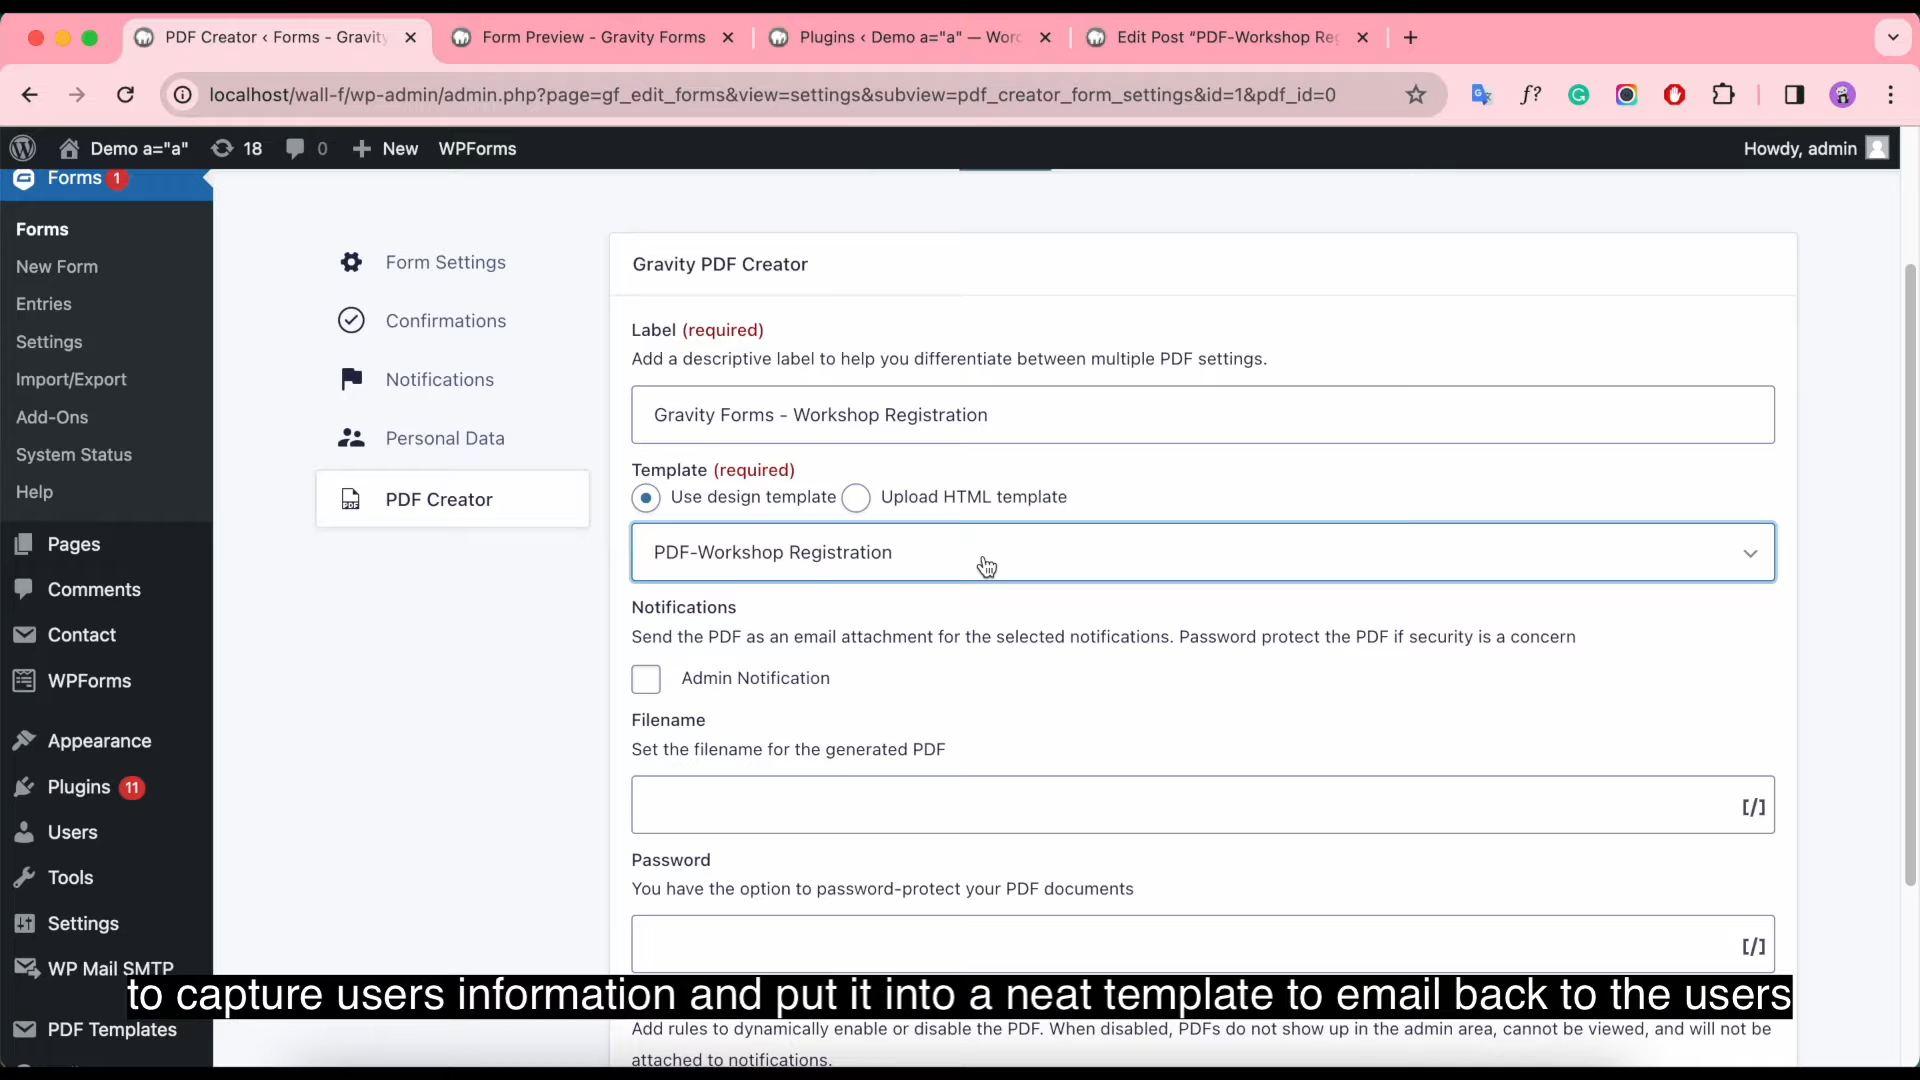 PDF Creator ‹ Forms - Gravity
Form Preview - Gravity Forms
Plugins ‹ Demo a="a" — Worc
Edit Post “PDF-Workshop Reg
localhost/wall-f/wp-admin/admin.php?page=gf_edit_forms&view=settings&subview=pdf_creator_form_settings&id=1&pdf_id=0
f?
Demo a="a"
18
0
New
WPForms
Howdy, admin
Forms 1
Forms
New Form
Entries
Settings
Import/Export
Add-Ons
System Status
Help
Pages
Comments
Contact
WPForms
Appearance
Plugins 11
Users
Tools
Settings
WP Mail SMTP
PDF Templates
Form Settings
Confirmations
Notifications
Personal Data
PDF
PDF Creator
Gravity PDF Creator
Label (required)
Add a descriptive label to help you differentiate between multiple PDF settings.
Gravity Forms - Workshop Registration
Template (required)
Use design template
Upload HTML template
PDF-Workshop Registration
Notifications
Send the PDF as an email attachment for the selected notifications. Password protect the PDF if security is a concern
Admin Notification
Filename
Set the filename for the generated PDF
[/]
Password
You have the option to password-protect your PDF documents
[/]
to capture users information and put it into a neat template to email back to the users
Add rules to dynamically enable or disable the PDF. When disabled, PDFs do not show up in the admin area, cannot be viewed, and will not be
attached to notifications.